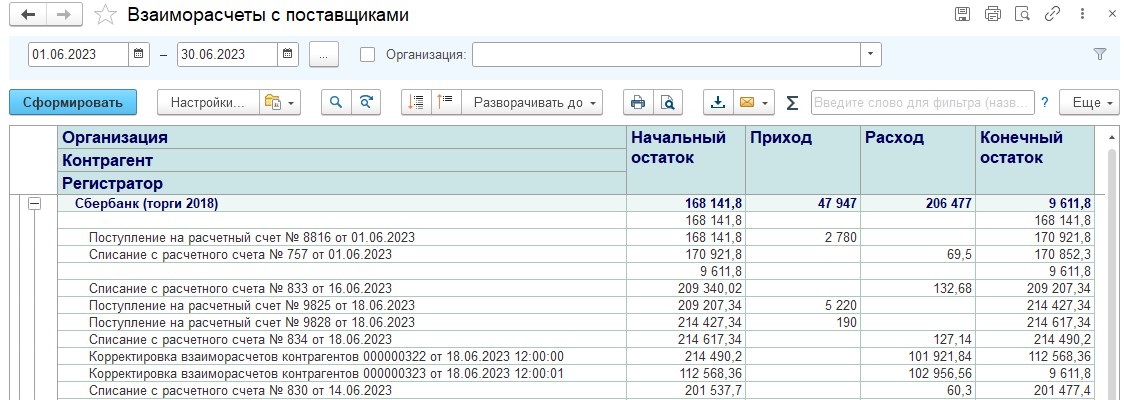 Взаиморасчеты с поставщиками
01.06.2023 – 30.06.2023 ... Организация:
Сформировать Настройки... Разворачивать до Σ Введите слово для фильтра (назв... ? Еще
Организация Начальный остаток Приход Расход Конечный остаток
Контрагент
Регистратор
Сбербанк (торги 2018) 168 141,8 47 947 206 477 9 611,8
168 141,8 168 141,8
Поступление на расчетный счет № 8816 от 01.06.2023 168 141,8 2 780 170 921,8
Списание с расчетного счета № 757 от 01.06.2023 170 921,8 69,5 170 852,3
9 611,8 9 611,8
Списание с расчетного счета № 833 от 16.06.2023 209 340,02 132,68 209 207,34
Поступление на расчетный счет № 9825 от 18.06.2023 209 207,34 5 220 214 427,34
Поступление на расчетный счет № 9828 от 18.06.2023 214 427,34 190 214 617,34
Списание с расчетного счета № 834 от 18.06.2023 214 617,34 127,14 214 490,2
Корректировка взаиморасчетов контрагентов 000000322 от 18.06.2023 12:00:00 214 490,2 101 921,84 112 568,36
Корректировка взаиморасчетов контрагентов 000000323 от 18.06.2023 12:00:01 112 568,36 102 956,56 9 611,8
Списание с расчетного счета № 830 от 14.06.2023 201 537,7 60,3 201 477,4